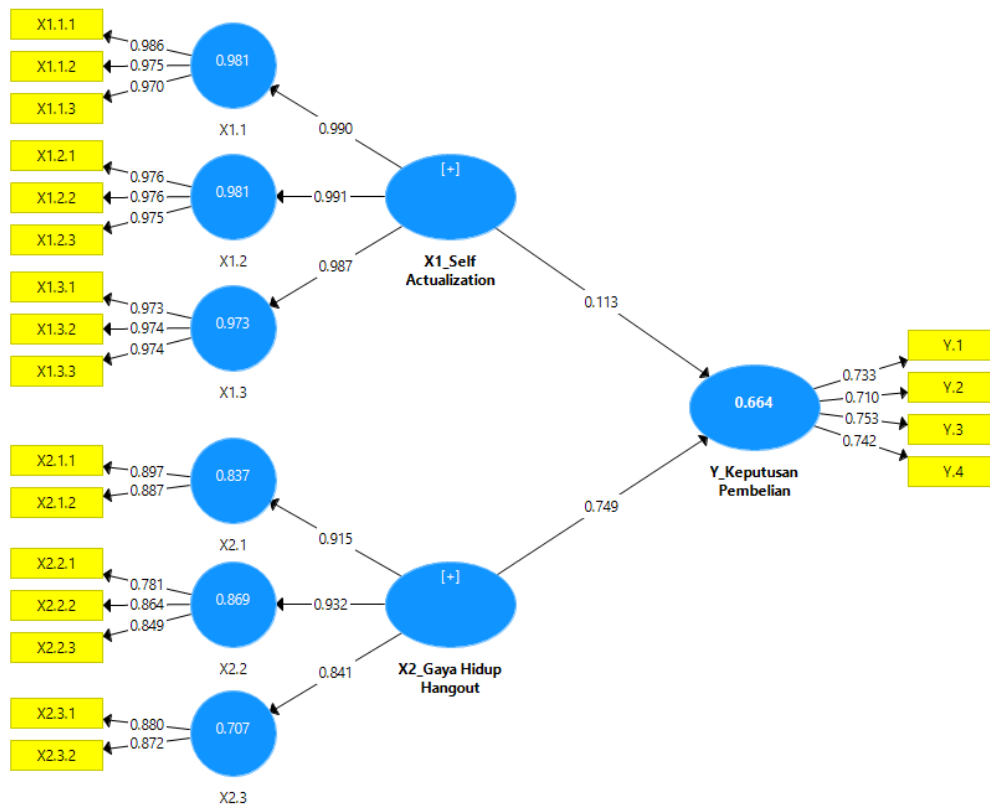 X1.1.1
X1.1.2
X1.1.3
0.986
0.975
0.970
0.981
X1.1
0.990
X1.2.1
X1.2.2
X1.2.3
0.976
0.976
0.975
0.981
X1.2
0.991
X1.3.1
X1.3.2
X1.3.3
0.973
0.974
0.974
0.973
X1.3
0.987
[+]
X1_Self
Actualization
0.113
X2.1.1
X2.1.2
0.897
0.887
0.837
X2.1
0.915
X2.2.1
X2.2.2
X2.2.3
0.781
0.864
0.849
0.869
X2.2
0.932
X2.3.1
X2.3.2
0.880
0.872
0.707
X2.3
0.841
[+]
X2_Gaya Hidup
Hangout
0.749
0.664
Y_Keputusan
Pembelian
0.733
0.710
0.753
0.742
Y.1
Y.2
Y.3
Y.4